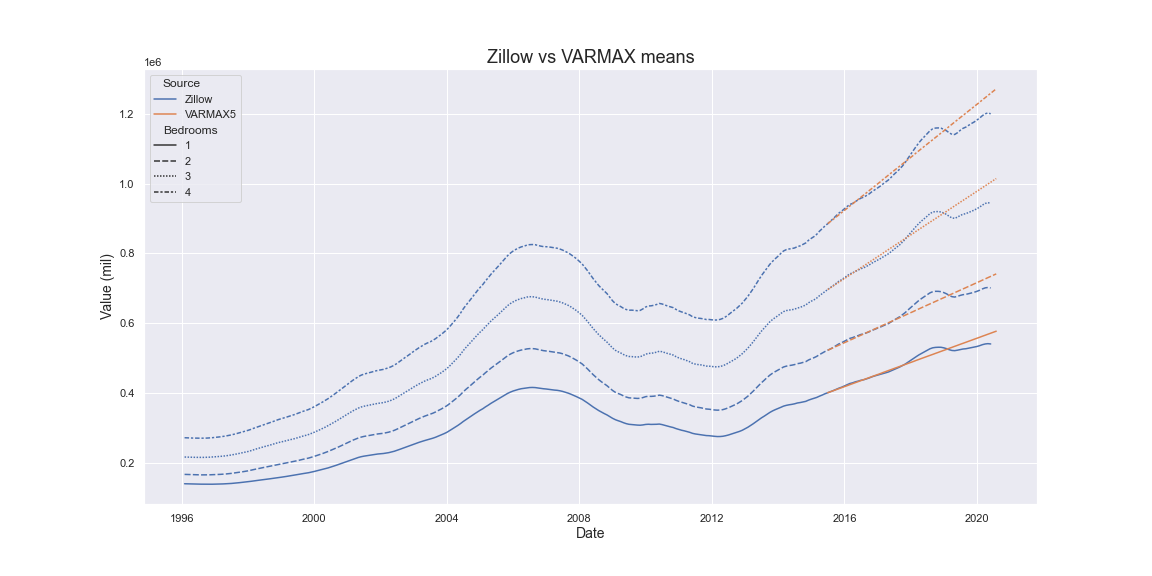 Zillow vs VARMAX means
1e6
Source
Zillow
VARMAX5
Bedrooms
1
2
3
4
1.2
1.0
0.8
0.6
0.4
0.2
Value (mil)
1996 2000 2004 2008 2012 2016 2020
Date